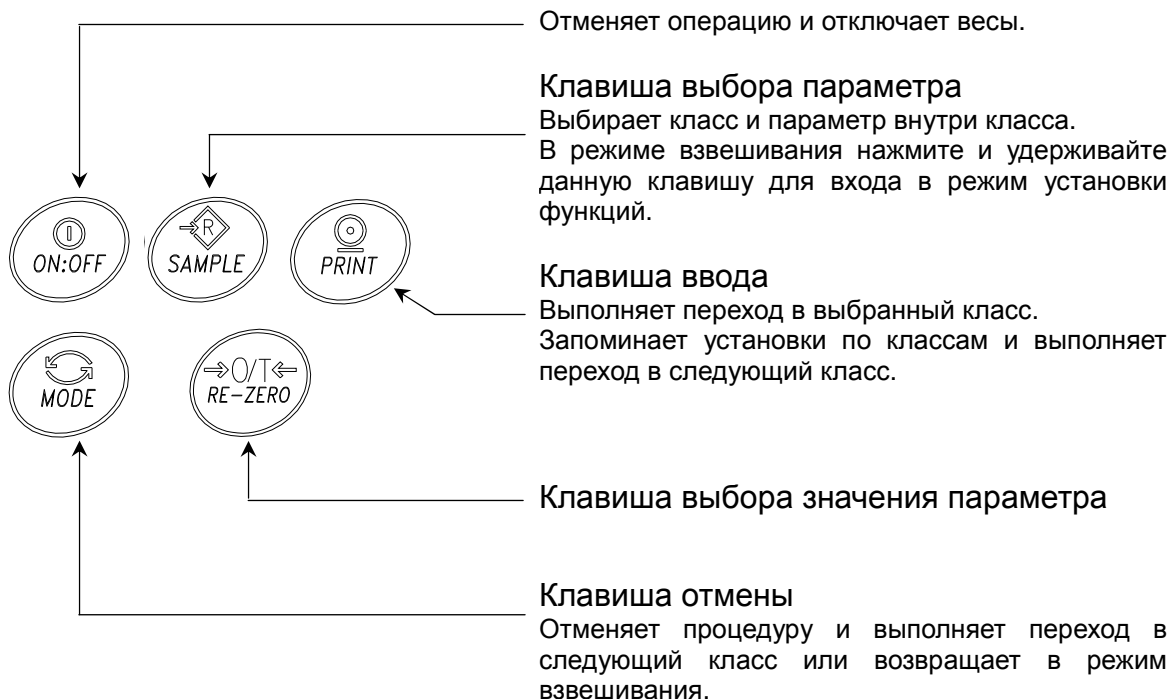 Отменяет операцию и отключает весы.
Клавиша выбора параметра
Выбирает класс и параметр внутри класса.
В режиме взвешивания нажмите и удерживайте
данную клавишу для входа в режим установки
функций.
R
ON:OFF
SAMPLE
PRINT
Клавиша ввода
Выполняет переход в выбранный класс.
Запоминает установки по классам и выполняет
переход в следующий класс.
MODE
→O/T←
RE-ZERO
Клавиша выбора значения параметра
Клавиша отмены
Отменяет процедуру и выполняет переход в
следующий класс или возвращает в режим
взвешивания.